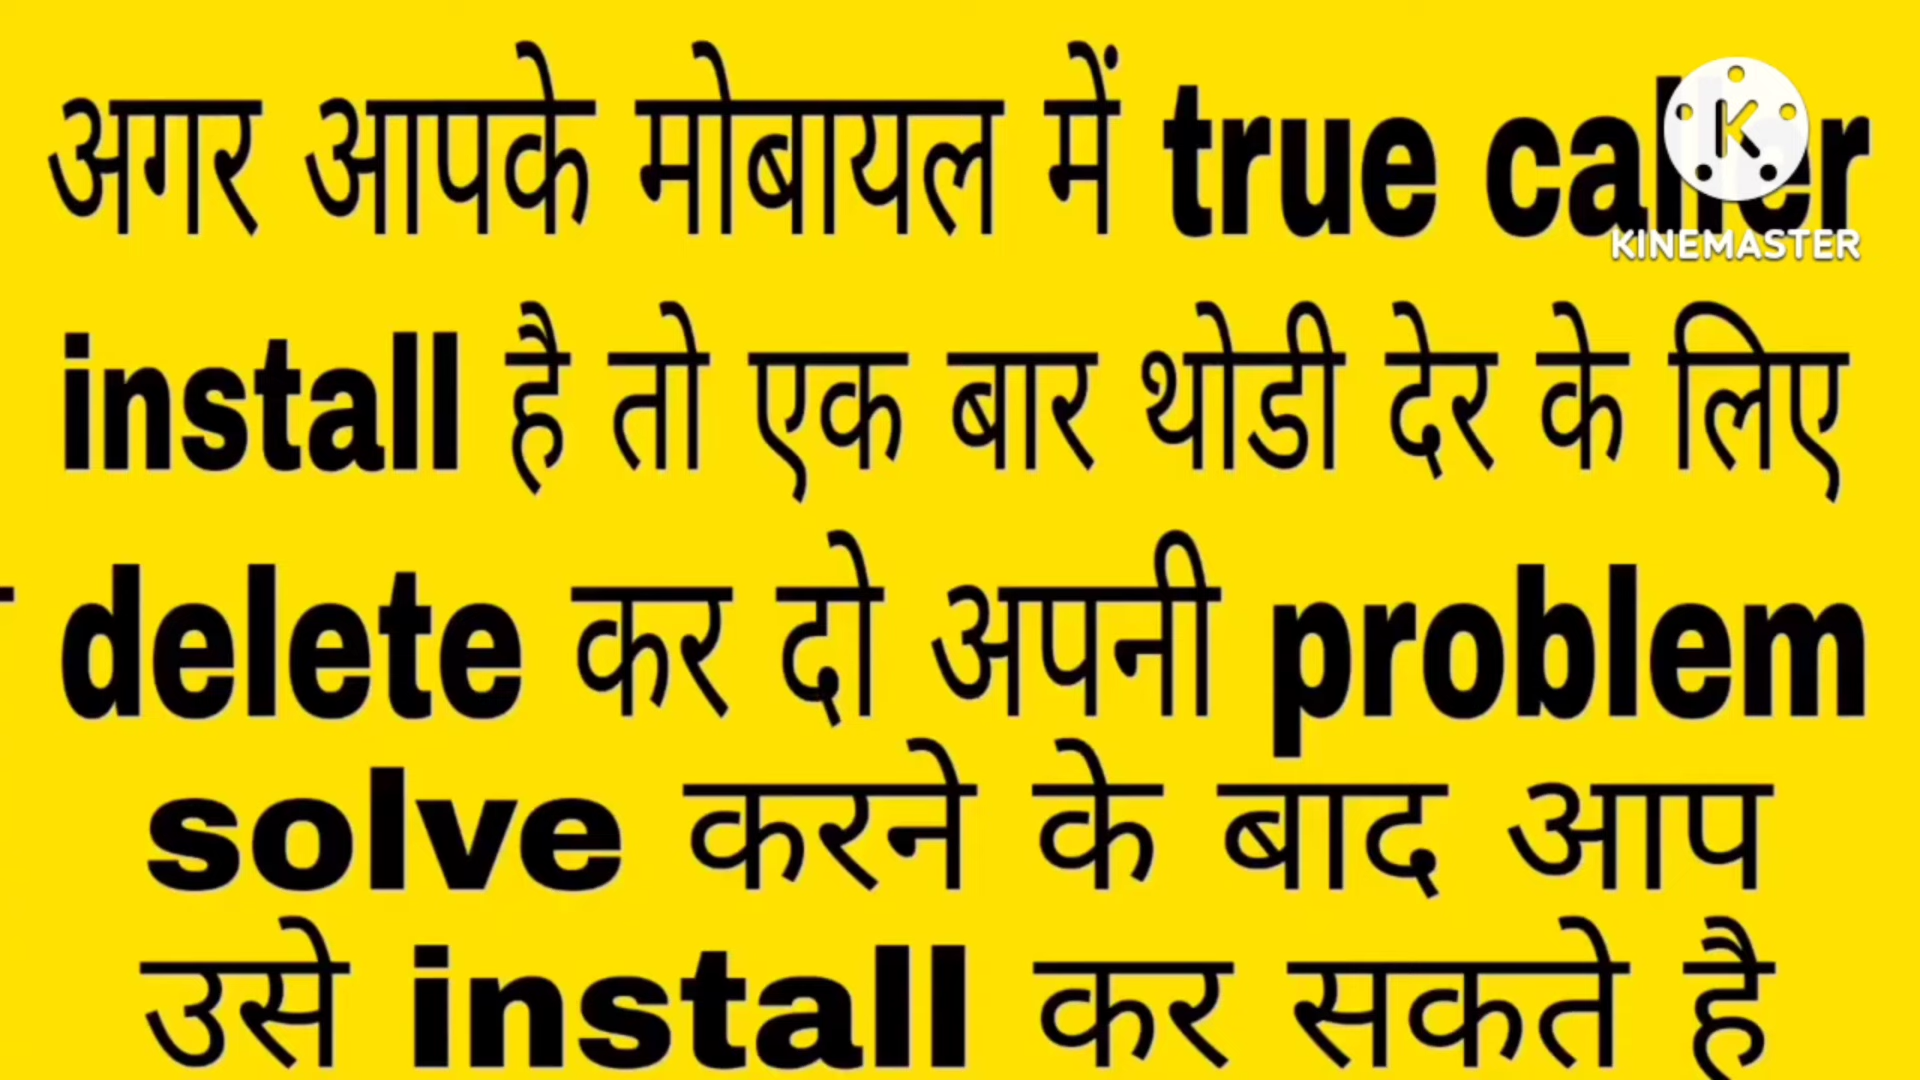 अगर आपके मोबायल में true caller
KINEMASTER
install है तो एक बार थोडी देर के लिए
delete कर दो अपनी problem
solve करने के बाद आप
उसे install कर सकते है